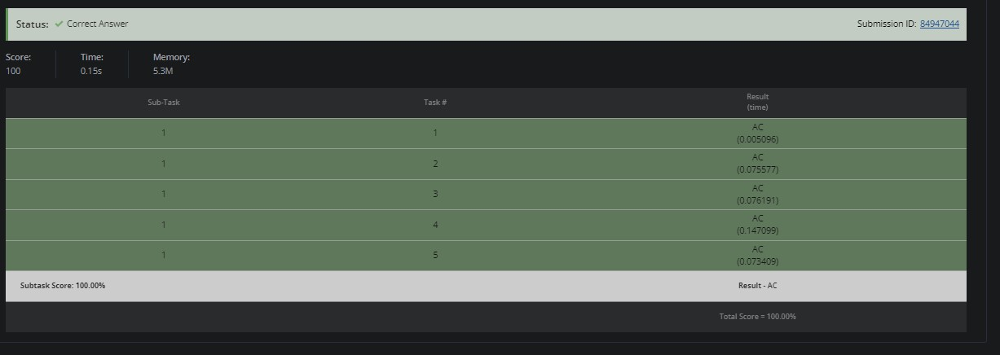 Status: ✓ Correct Answer Submission ID: 84947044
Score: Time: Memory:
100 0.15s 5.3M
Sub-Task Task # Result
(time)
1 1 AC
(0.005096)
1 2 AC
(0.075577)
1 3 AC
(0.076191)
1 4 AC
(0.147099)
1 5 AC
(0.073409)
Subtask Score: 100.00% Result - AC
Total Score = 100.00%